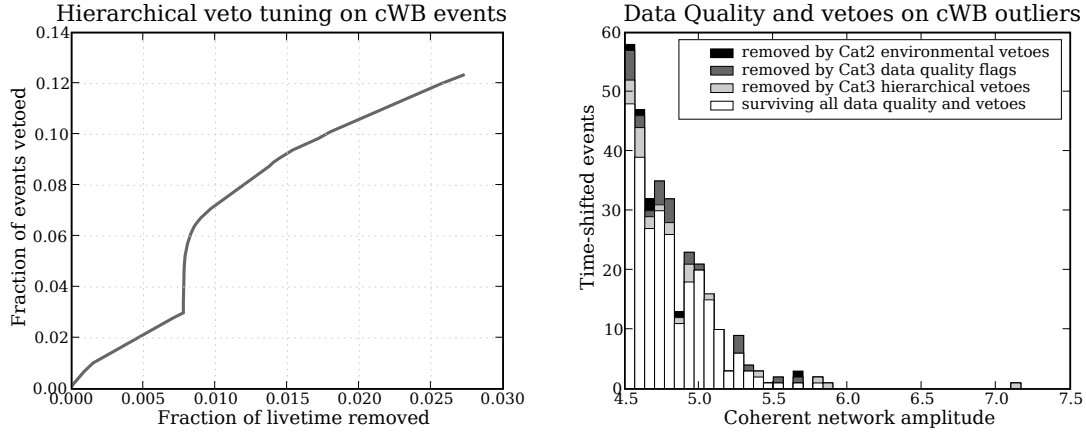 Hierarchical veto tuning on cWB events
0.14
0.12
0.10
0.08
0.06
0.04
0.02
0.00
Fraction of events vetoed
0.000
0.005
0.010
0.015
0.020
0.025
0.030
Fraction of livetime removed
Data Quality and vetoes on cWB outliers
removed by Cat2 environmental vetoes
removed by Cat3 data quality flags
removed by Cat3 hierarchical vetoes
surviving all data quality and vetoes
60
50
40
30
20
10
0
Time-shifted events
4.5
5.0
5.5
6.0
6.5
7.0
7.5
Coherent network amplitude